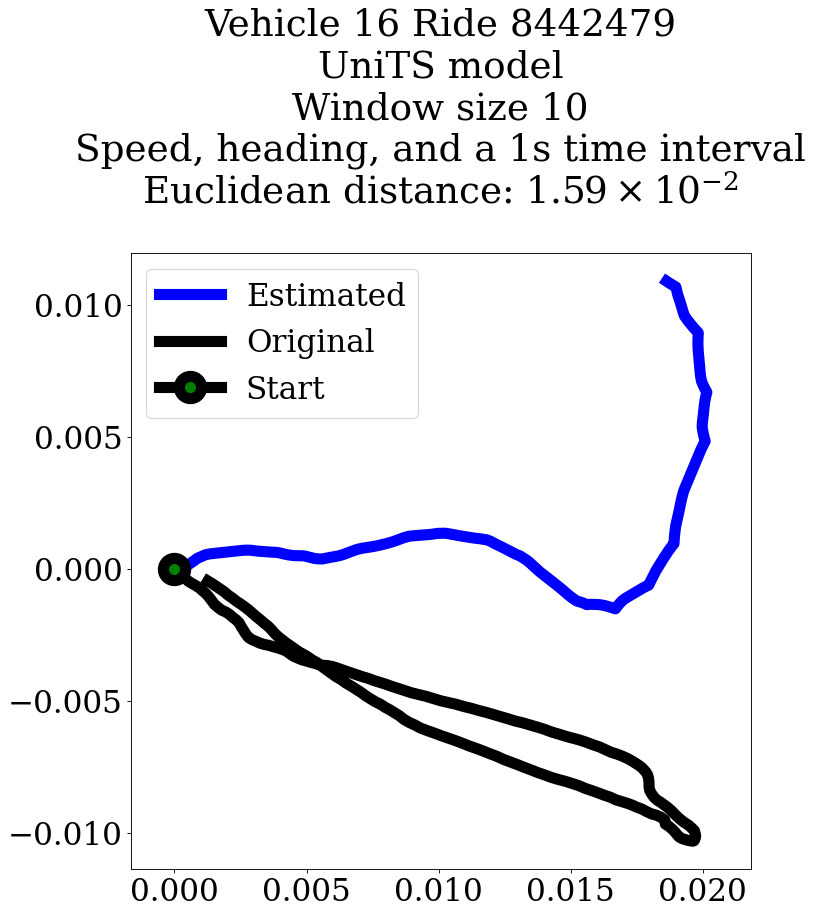 Vehicle 16 Ride 8442479
UniTS model
Window size 10
Speed, heading, and a 1s time interval
Euclidean distance: 1.59 × 10⁻²
Estimated
Original
Start
0.010
0.005
0.000
−0.005
−0.010
0.000 0.005 0.010 0.015 0.020